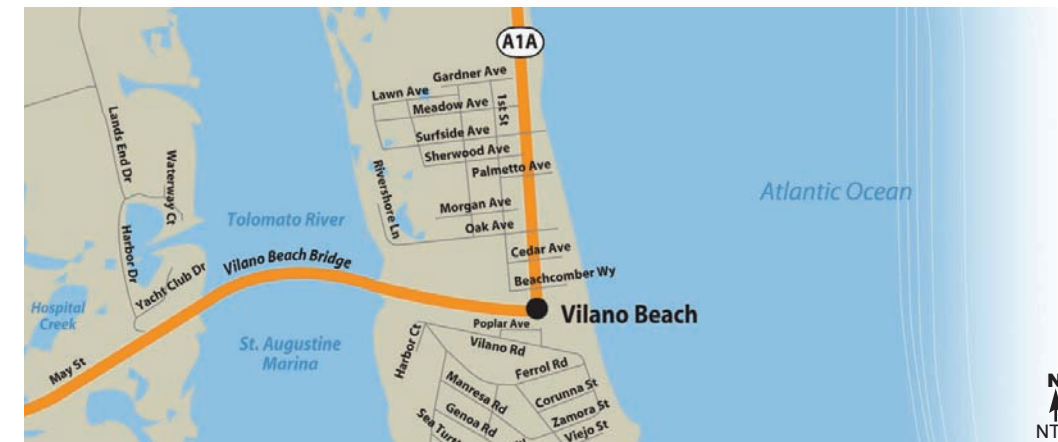 A1A
Gardner Ave
Lawn Ave
Meadow Ave
1st St
Surfside Ave
Sherwood Ave
Palmetto Ave
Lands End Dr
Waterway Ct
Rivershore Ln
Atlantic Ocean
Morgan Ave
Tolomato River
Oak Ave
Harbor Dr
Cedar Ave
Vilano Beach Bridge
Beachcomber Wy
Yacht Club Dr
Hospital
Creek
Vilano Beach
Poplar Ave
Vilano Rd
St. Augustine
Marina
Harbor Ct
May St
Ferrol Rd
Manresa Rd
Corunna St
Genoa Rd
Zamora St
Viejo St
Sea
N